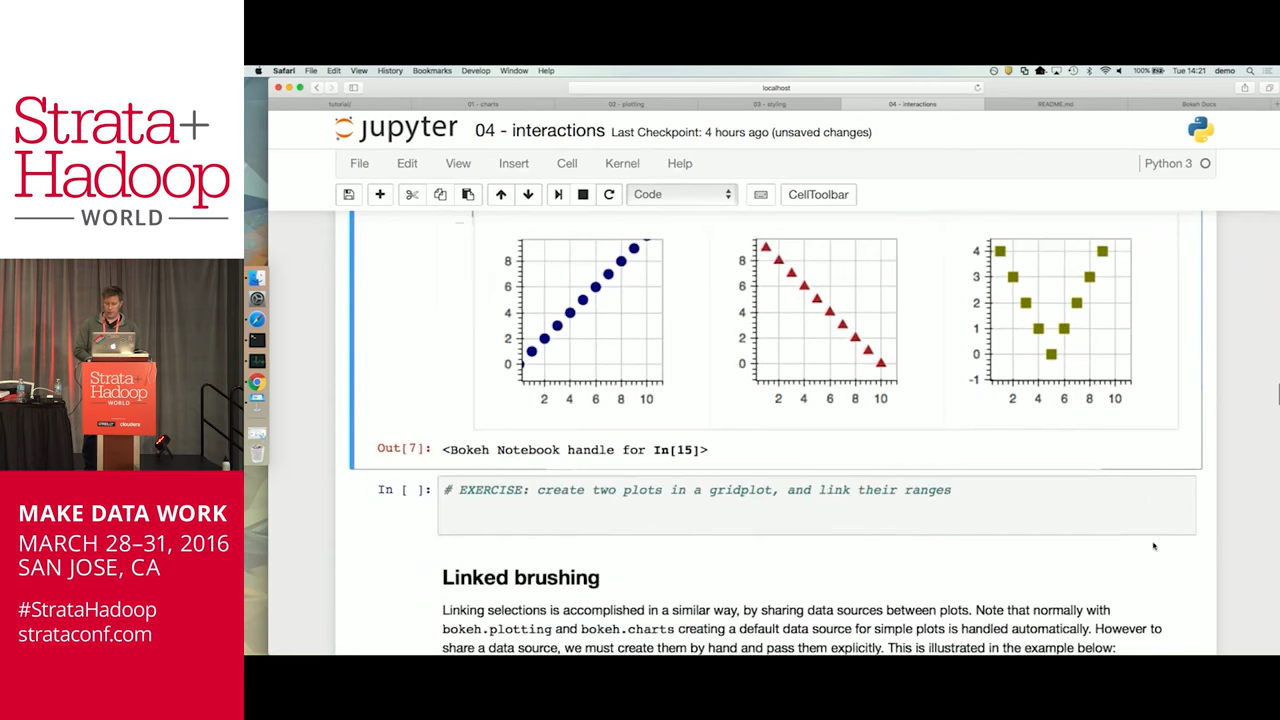 Strata+
Hadoop
WORLD
Strata+
Hadoop
WORLD
MAKE DATA WORK
MARCH 28–31, 2016
SAN JOSE, CA
#StrataHadoop
strataconf.com
Safari File Edit View History Bookmarks Develop Window Help 100% Tue 14:21 demo
localhost
tutorial/ 01 - charts 02 - plotting 03 - styling 04 - interactions README.md Bokeh Docs
jupyter 04 - interactions Last Checkpoint: 4 hours ago (unsaved changes)
File Edit View Insert Cell Kernel Help Python 3
Code CellToolbar
8 6 4 2 0
2 4 6 8 10
8 6 4 2 0
2 4 6 8 10
4 3 2 1 0 -1
2 4 6 8 10
Out[7]: <Bokeh Notebook handle for In[15]>
In [ ]: # EXERCISE: create two plots in a gridplot, and link their ranges
Linked brushing
Linking selections is accomplished in a similar way, by sharing data sources between plots. Note that normally with
bokeh.plotting and bokeh.charts creating a default data source for simple plots is handled automatically. However to
share a data source, we must create them by hand and pass them explicitly. This is illustrated in the example below: